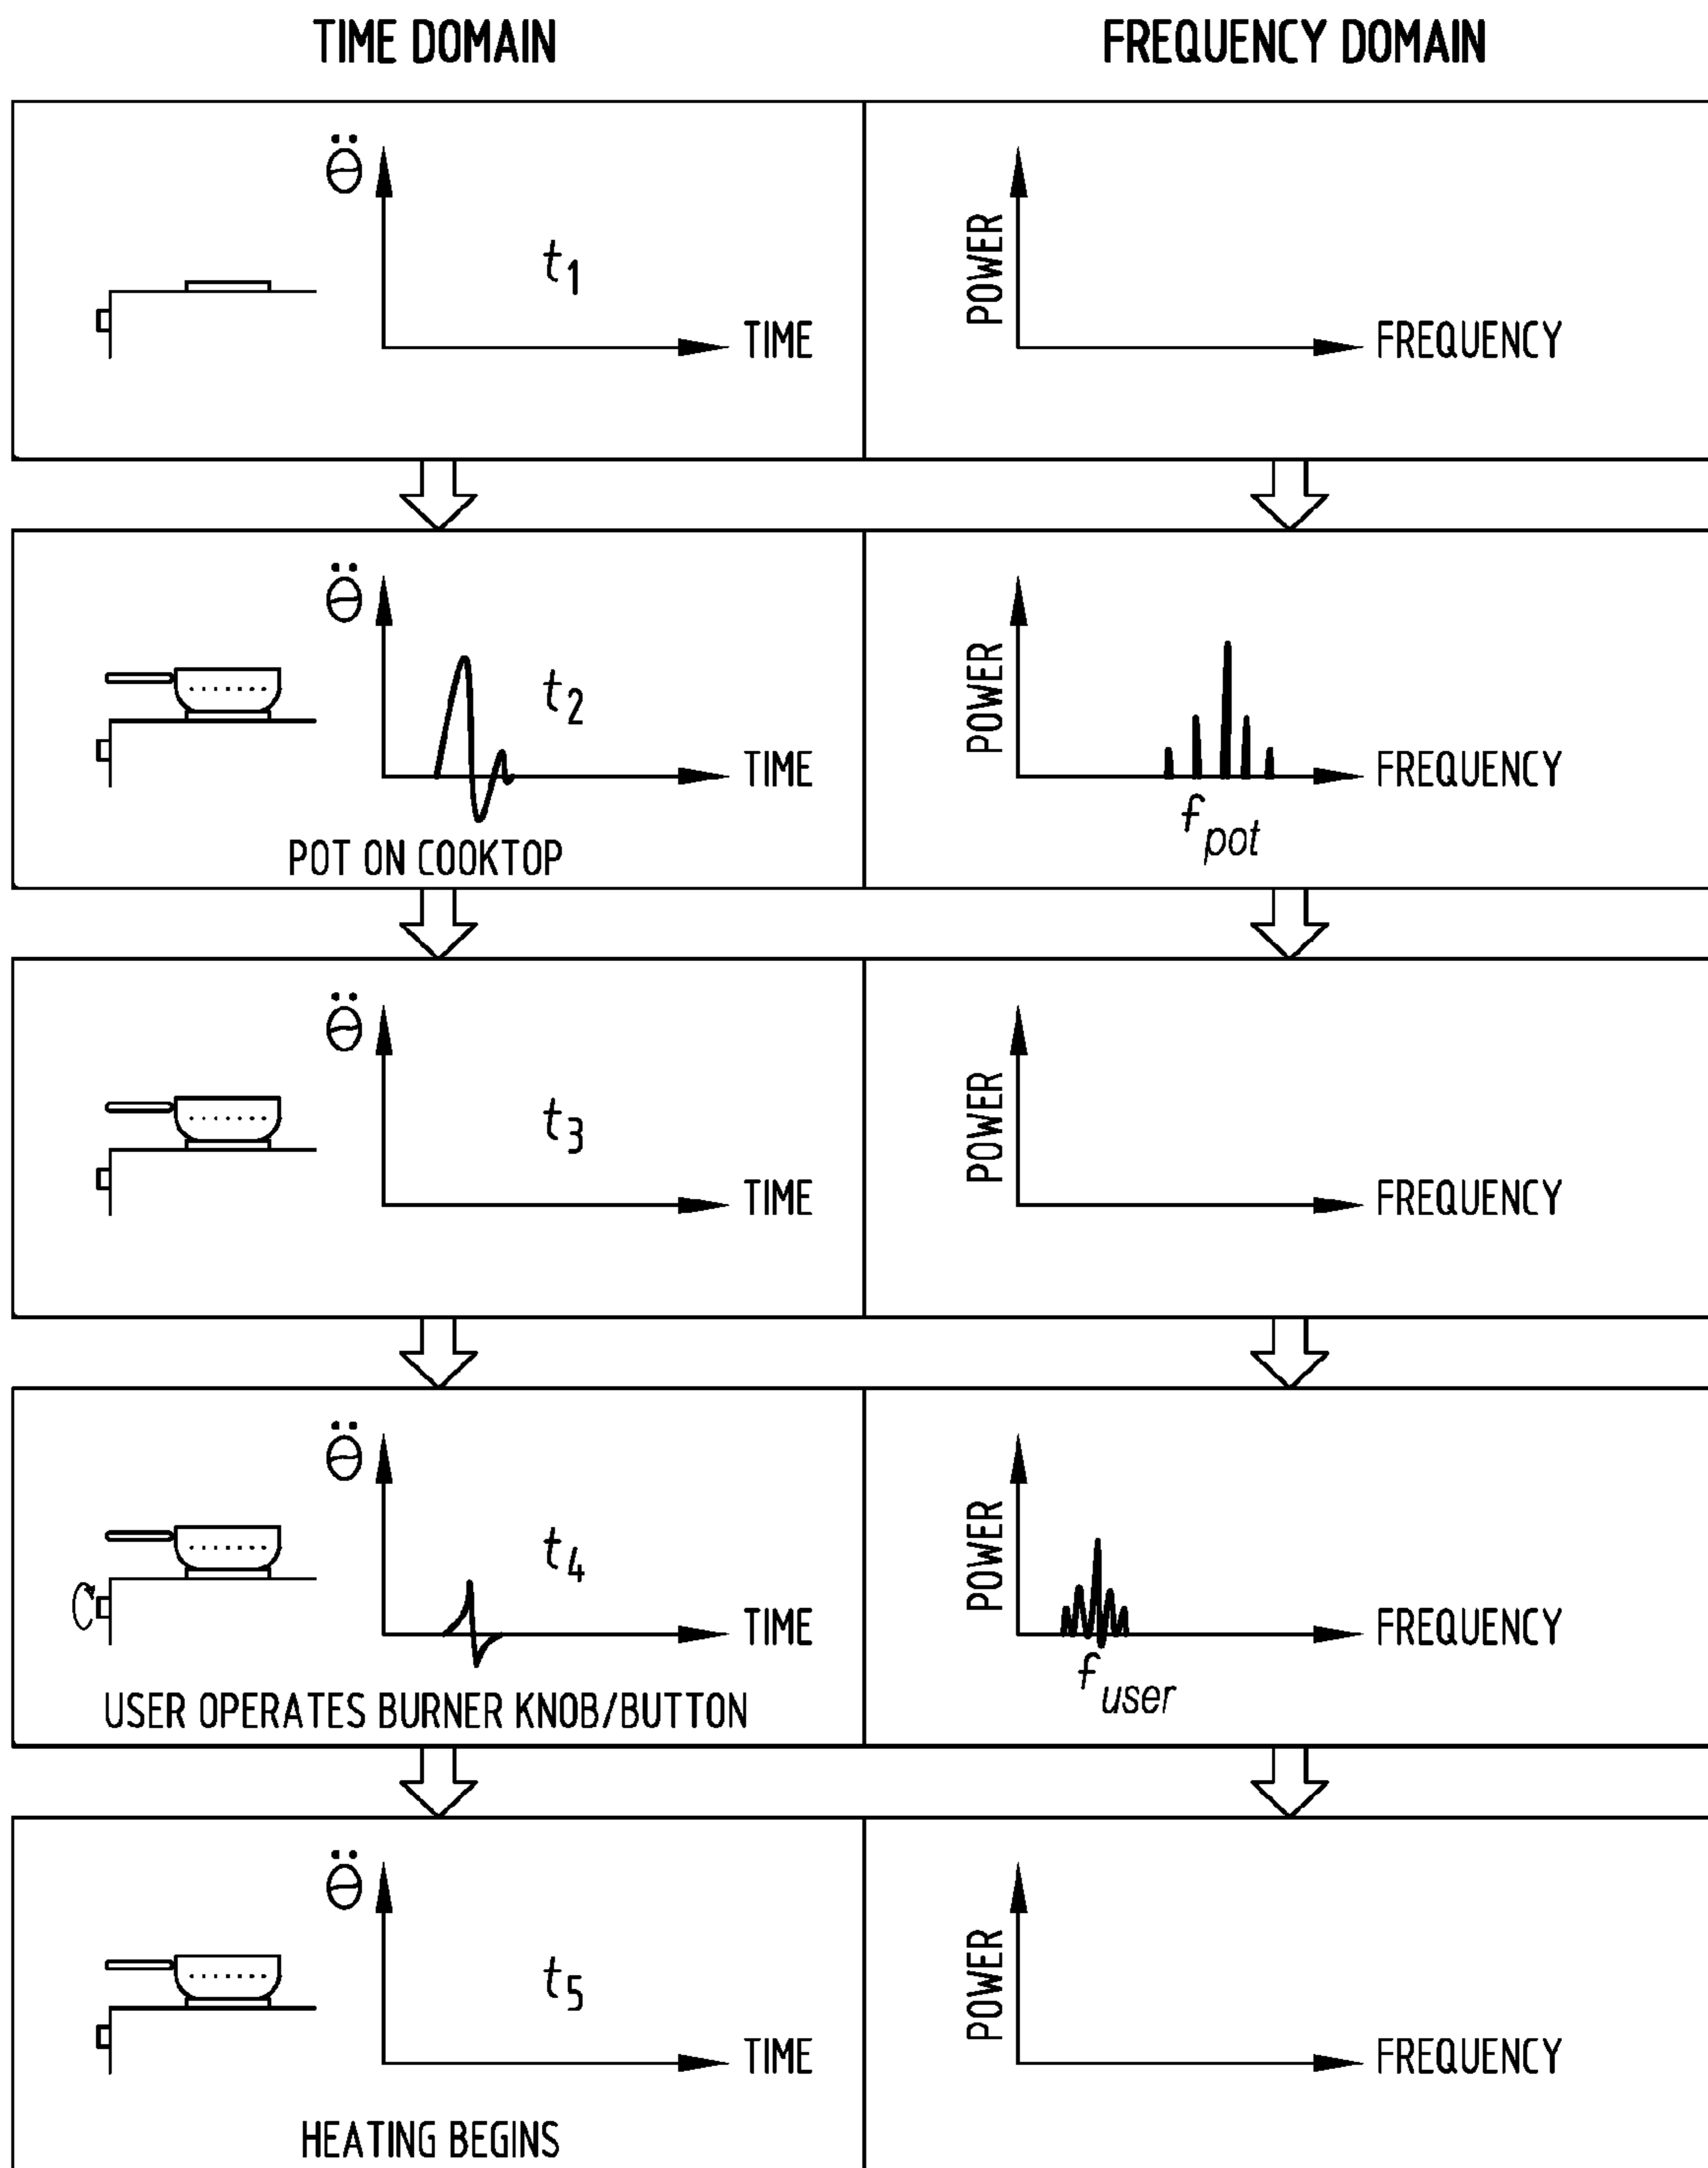 TIME DOMAIN
FREQUENCY DOMAIN
Θ̈
t1
TIME
POWER
FREQUENCY
Θ̈
t2
TIME
POT ON COOKTOP
POWER
FREQUENCY
fpot
Θ̈
t3
TIME
POWER
FREQUENCY
Θ̈
t4
TIME
USER OPERATES BURNER KNOB/BUTTON
POWER
FREQUENCY
fuser
Θ̈
t5
TIME
HEATING BEGINS
POWER
FREQUENCY